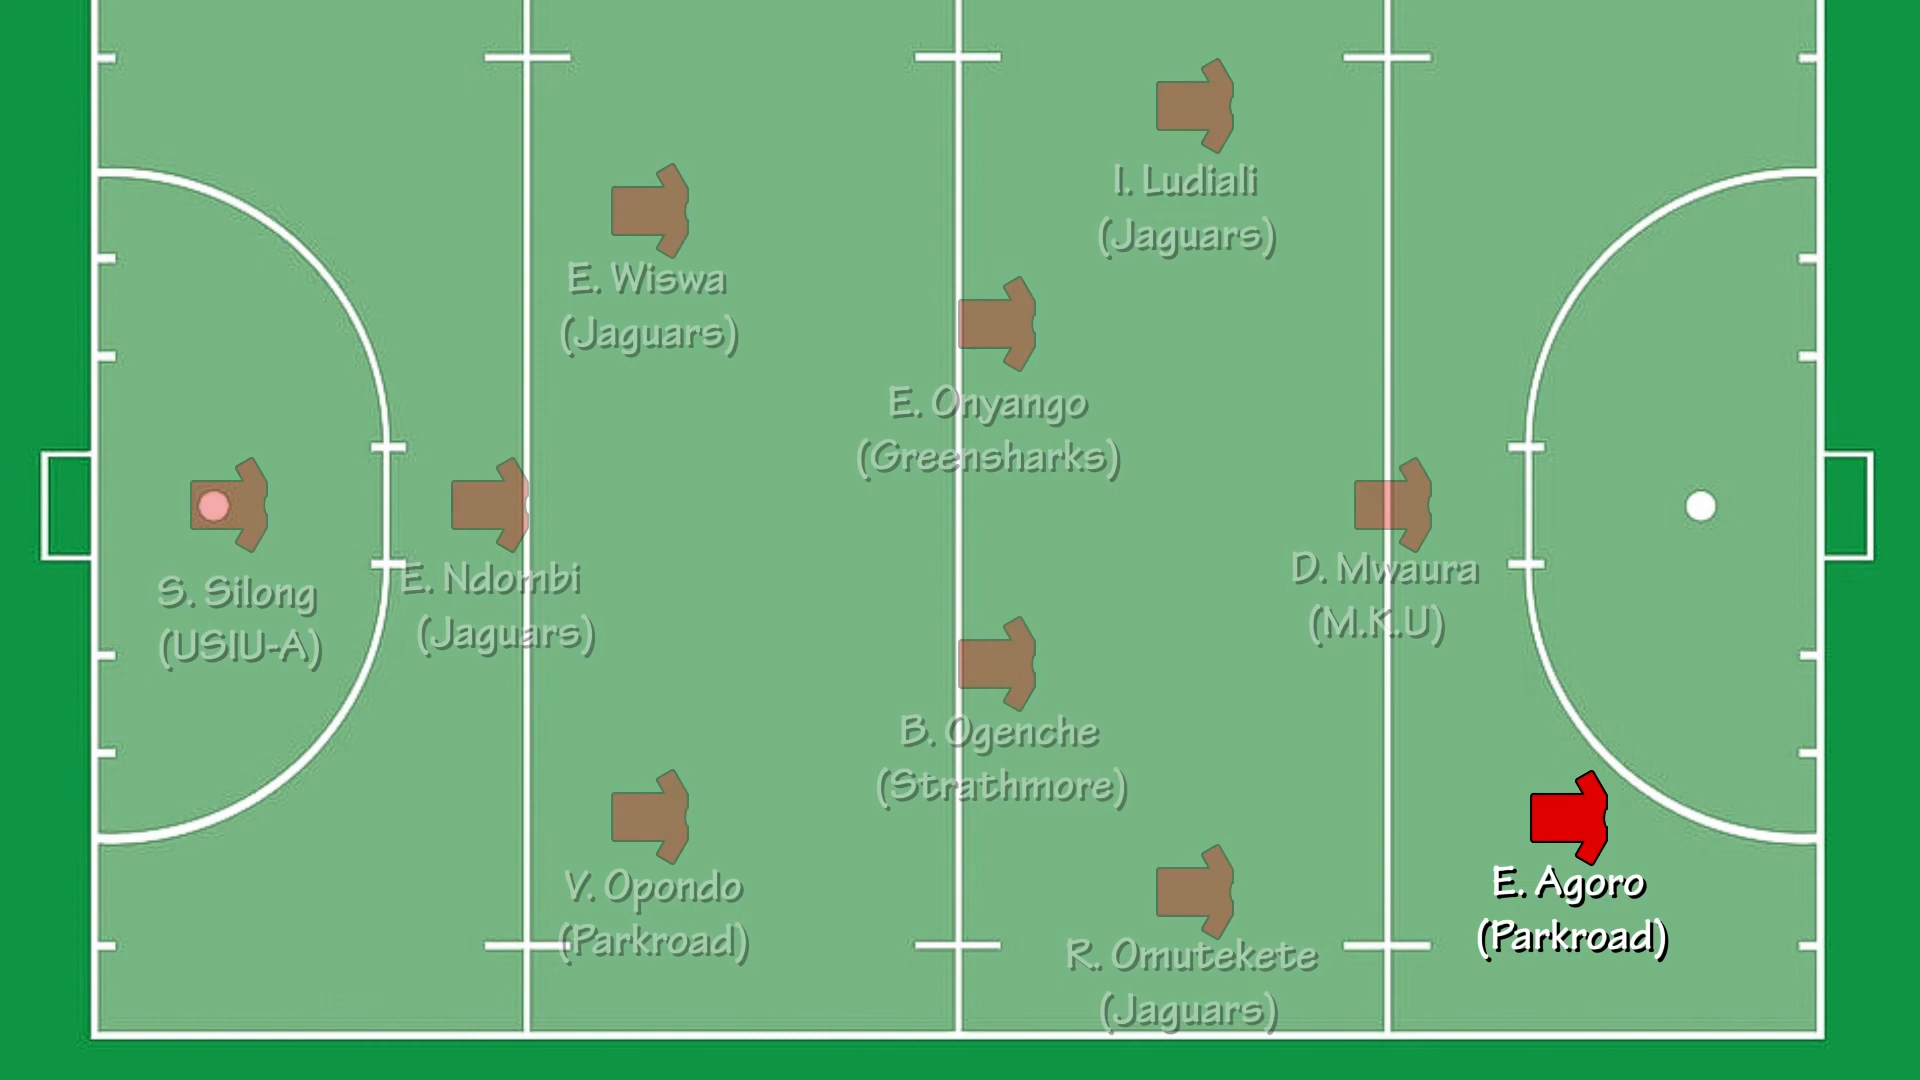 I. Ludiali
(Jaguars)
E. Wiswa
(Jaguars)
E. Onyango
(Greensharks)
S. Silong
(USIU-A)
E. Ndombi
(Jaguars)
D. Mwaura
(M.K.U)
B. Ogenche
(Strathmore)
V. Opondo
(Parkroad)
R. Omutekete
(Jaguars)
E. Agoro
(Parkroad)